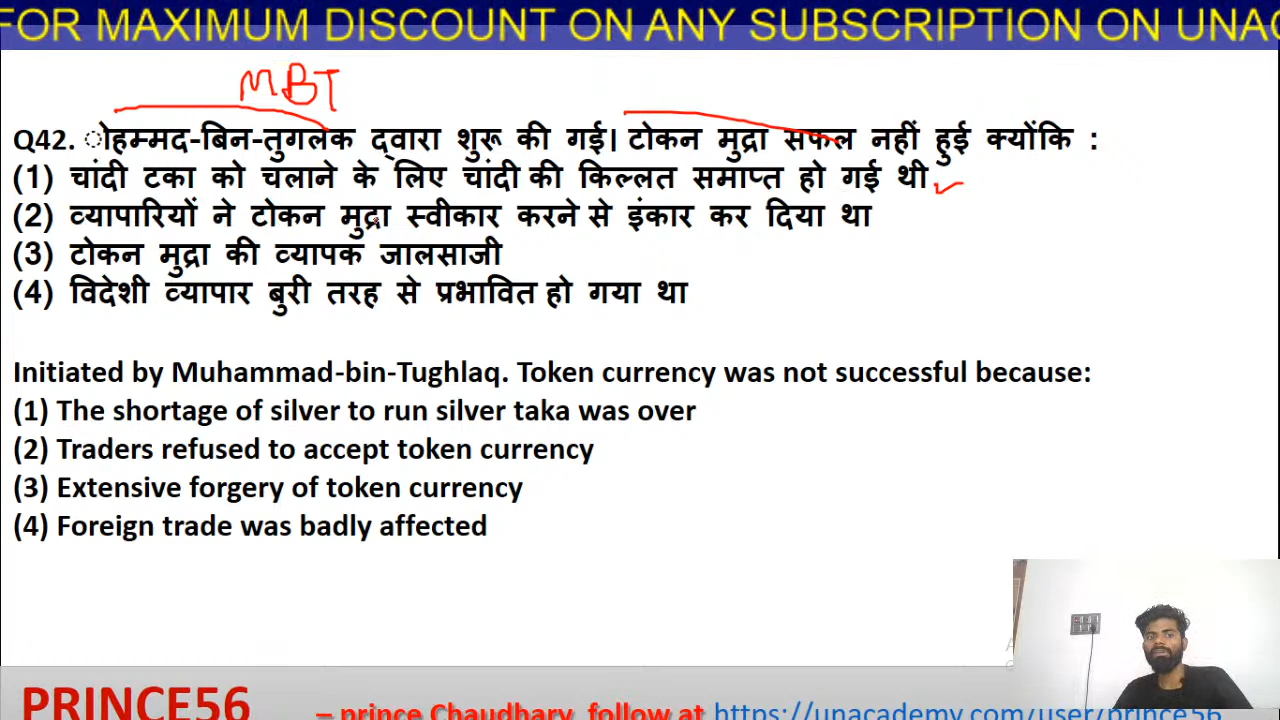 FOR MAXIMUM DISCOUNT ON ANY SUBSCRIPTION ON UNAC
MBT
Q42. ोहम्मद-बिन-तुगलक द्वारा शुरू की गई। टोकन मुद्रा सफल नहीं हुई क्योंकि :
(1) चांदी टका को चलाने के लिए चांदी की किल्लत समाप्त हो गई थी
(2) व्यापारियों ने टोकन मुद्रा स्वीकार करने से इंकार कर दिया था
(3) टोकन मुद्रा की व्यापक जालसाजी
(4) विदेशी व्यापार बुरी तरह से प्रभावित हो गया था
Initiated by Muhammad-bin-Tughlaq. Token currency was not successful because:
(1) The shortage of silver to run silver taka was over
(2) Traders refused to accept token currency
(3) Extensive forgery of token currency
(4) Foreign trade was badly affected
PRINCE56 – prince Chaudhary follow at https://unacademy.com/user/prince56